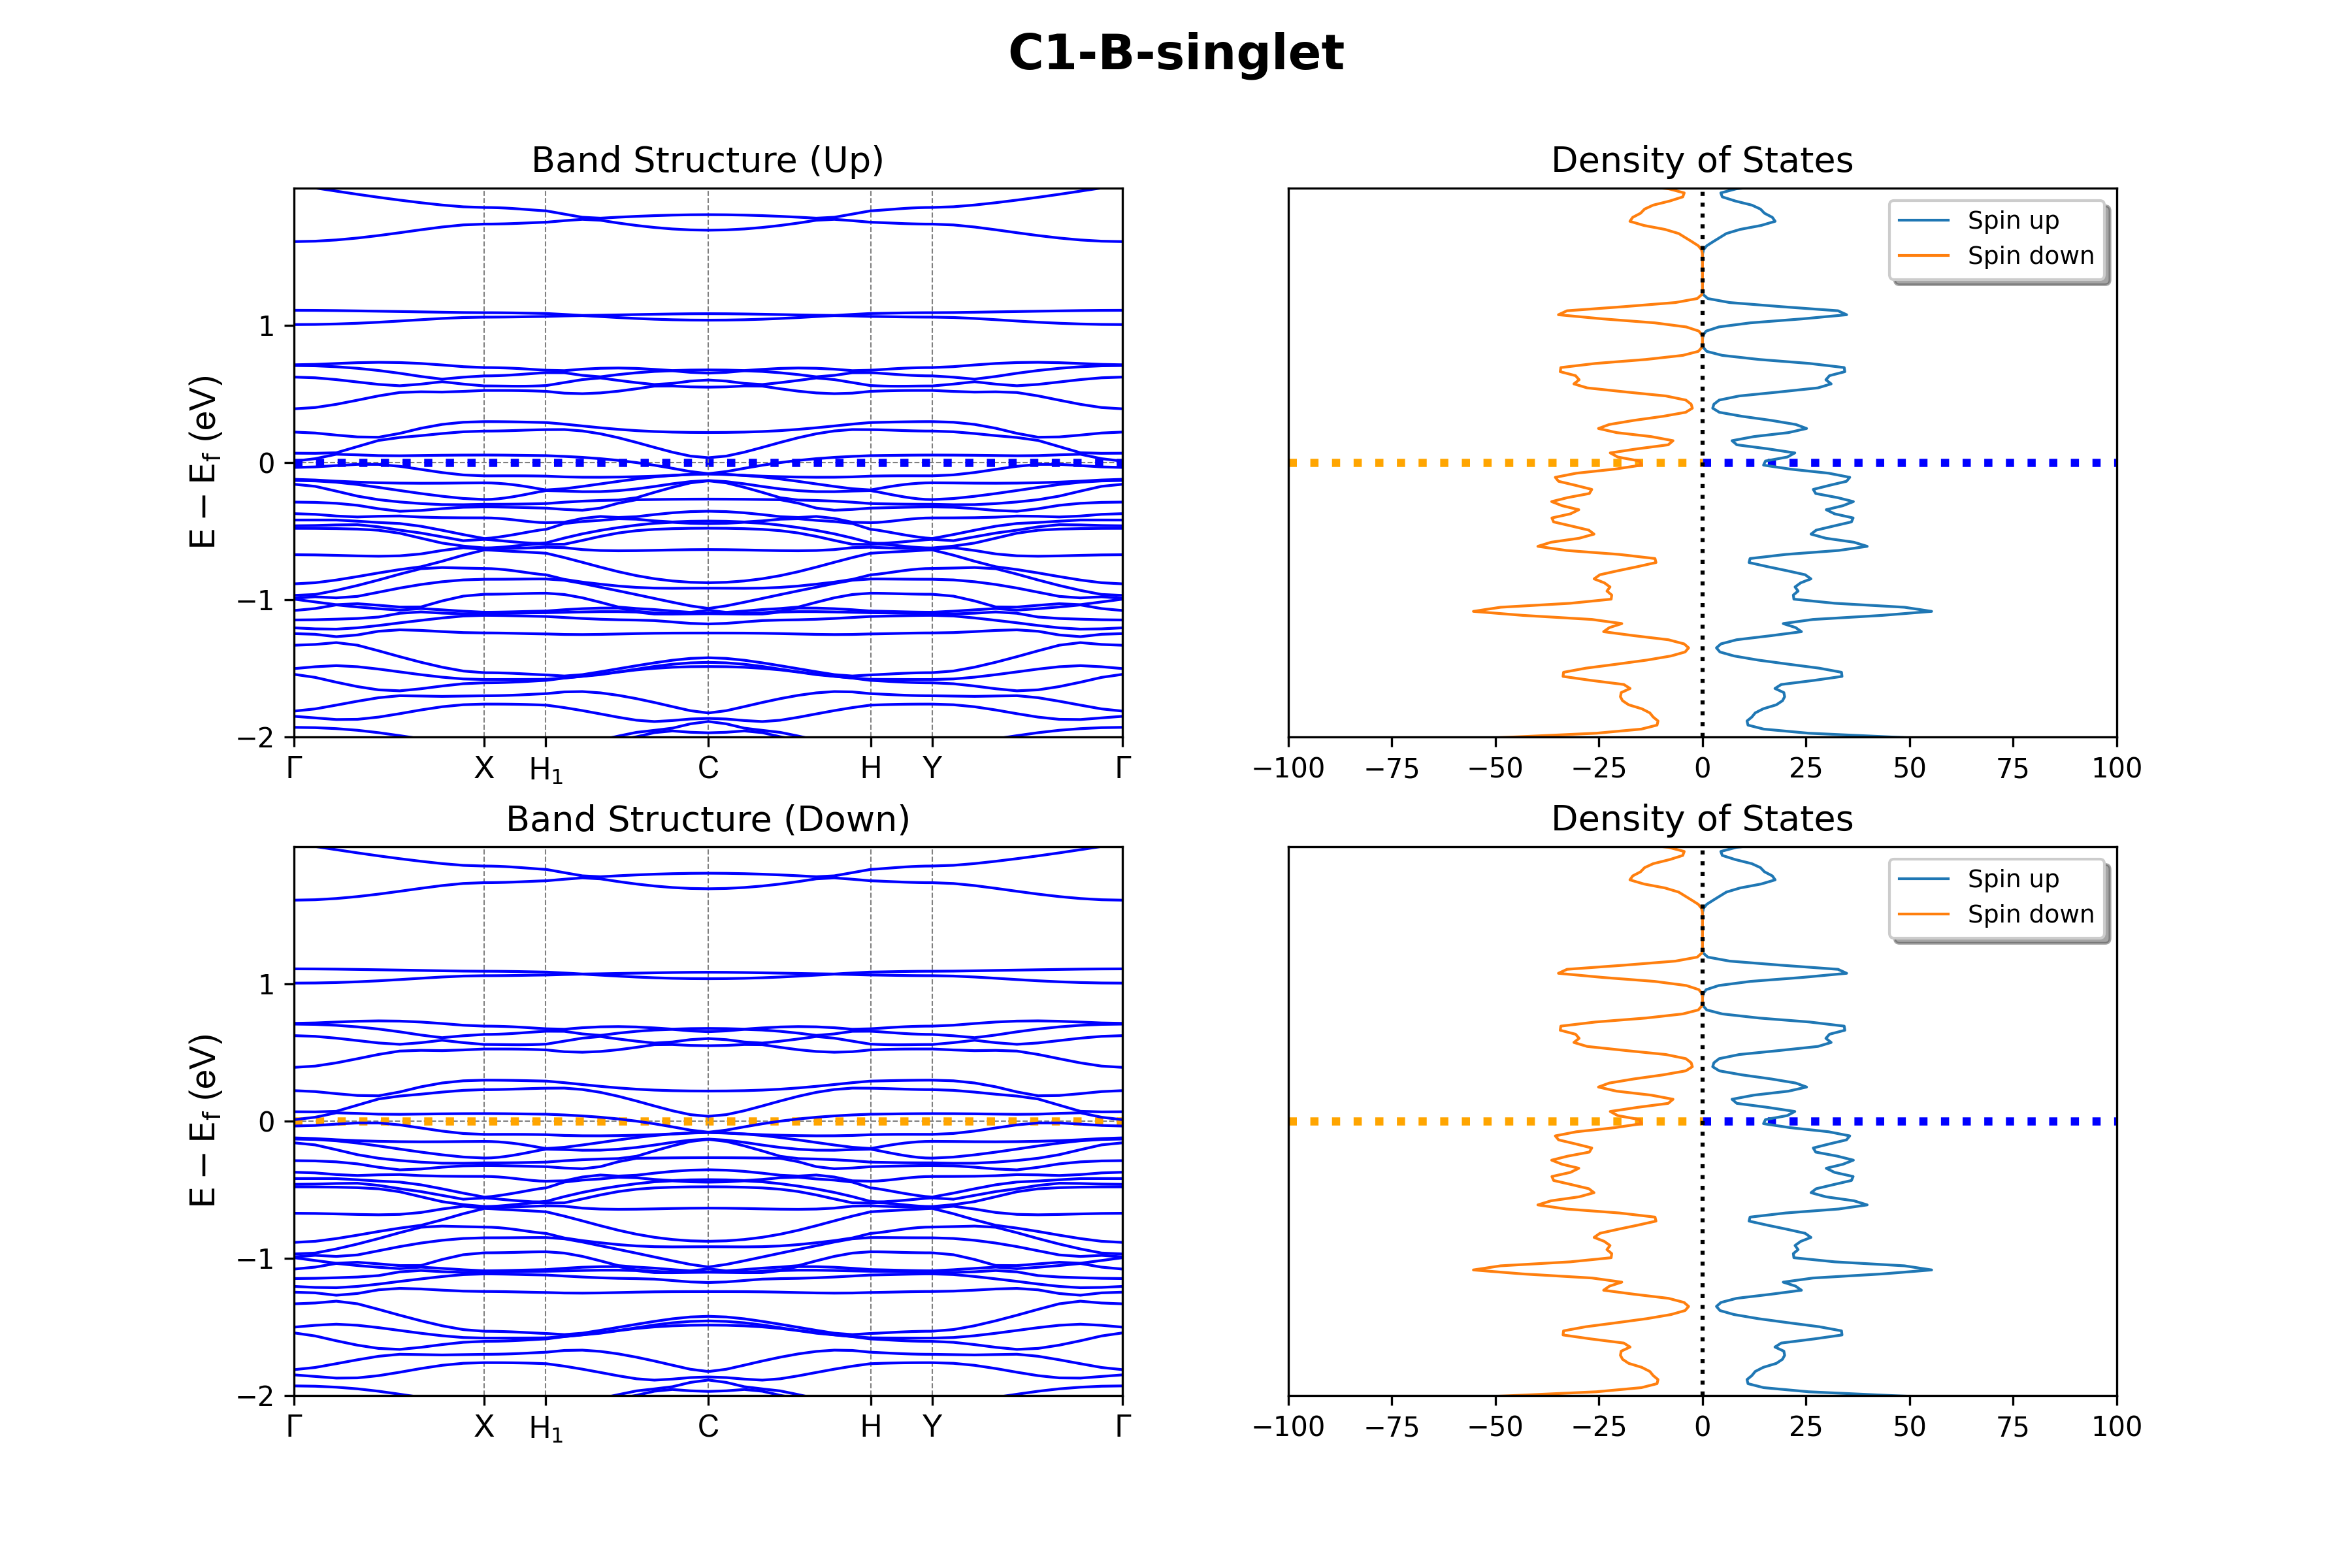 C1-B-singlet
Band Structure (Up)
Density of States
E − E_f (eV)
1
0
−1
−2
Γ X H₁ C H Y Γ
Spin up
Spin down
−100 −75 −50 −25 0 25 50 75 100
Band Structure (Down)
Density of States
E − E_f (eV)
1
0
−1
−2
Γ X H₁ C H Y Γ
Spin up
Spin down
−100 −75 −50 −25 0 25 50 75 100